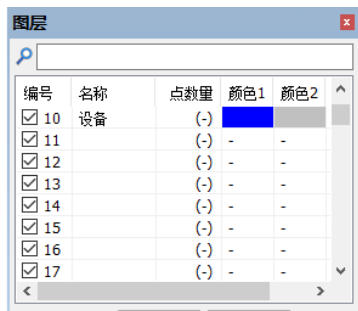 图层
编号 名称 点数量 颜色1 颜色2
10 设备 (-)
11 (-) - -
12 (-) - -
13 (-) - -
14 (-) - -
15 (-) - -
16 (-) - -
17 (-) - -